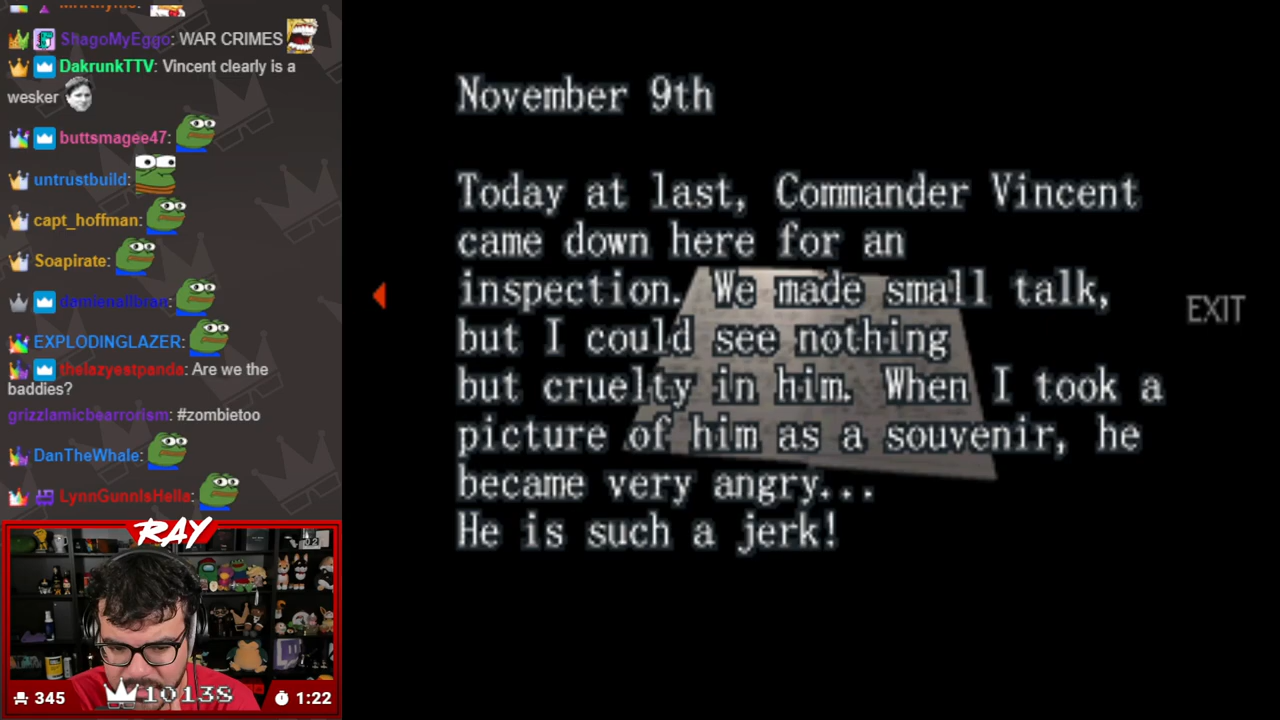 ShagoMyEggo: WAR CRIMES
DakrunkTTV: Vincent clearly is a
wesker
buttsmagee47:
untrustbuild:
capt_hoffman:
Soapirate:
damienallbran:
EXPLODINGLAZER:
thelazyestpanda: Are we the
baddies?
grizzlamicbearrorism: #zombietoo
DanTheWhale:
LynnGunnIsHella:
RAY
345
10138
1:22
November 9th
Today at last, Commander Vincent
came down here for an
inspection. We made small talk,
but I could see nothing
but cruelty in him. When I took a
picture of him as a souvenir, he
became very angry...
He is such a jerk!
EXIT